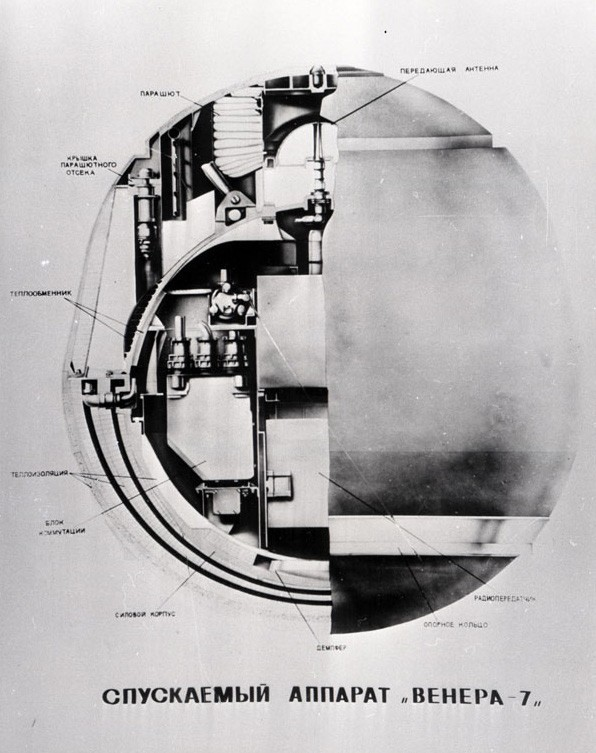 ПЕРЕДАЮЩАЯ АНТЕННА
ПАРАШЮТ
КРЫШКА
ПАРАШЮТНОГО
ОТСЕКА
ТЕПЛООБМЕННИК
ТЕПЛОИЗОЛЯЦИЯ
БЛОК
КОММУТАЦИИ
СИЛОВОЙ КОРПУС
ДЕМПФЕР
ОПОРНОЕ КОЛЬЦО
РАДИОПЕРЕДАТЧИК
СПУСКАЕМЫЙ АППАРАТ „ВЕНЕРА-7„